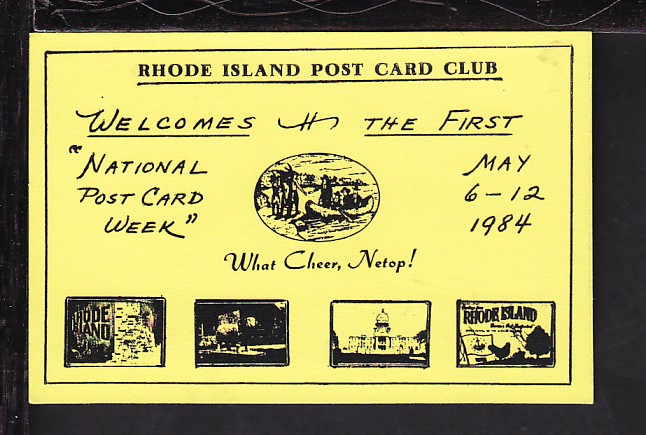 RHODE ISLAND POST CARD CLUB
WELCOMES THE FIRST
"NATIONAL
POST CARD
WEEK"
MAY
6-12
1984
What Cheer, Netop!
RHODE
ISLAND
RHODE ISLAND